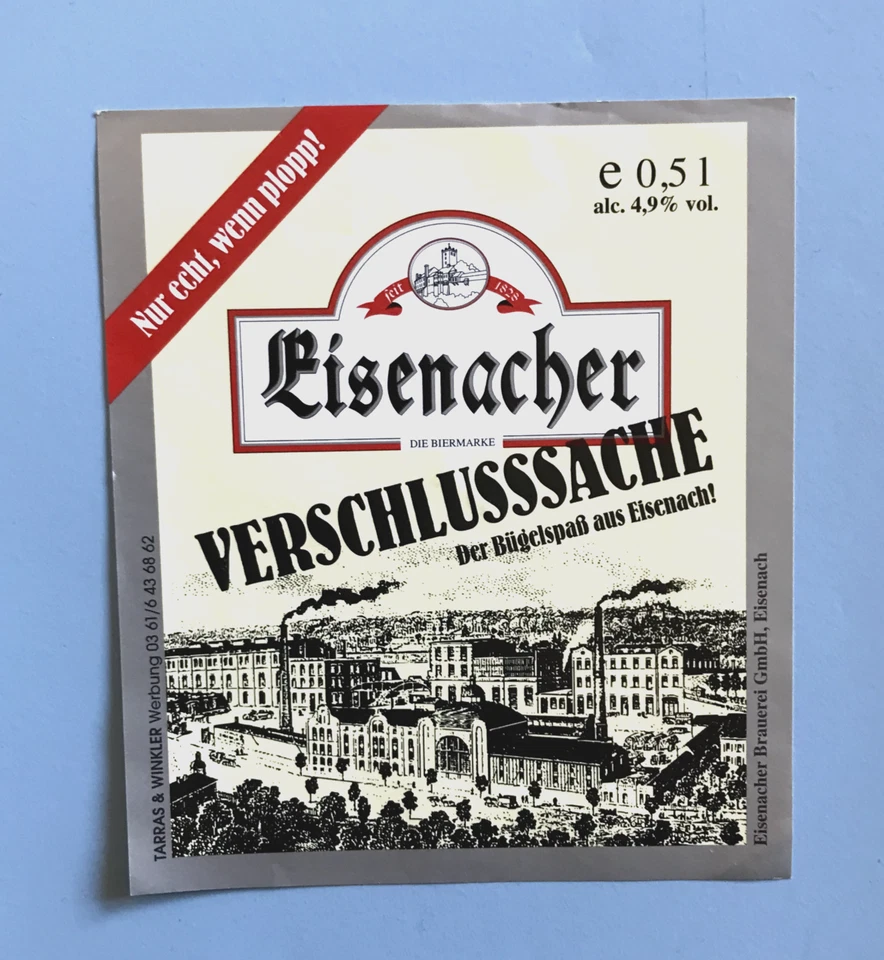 Nur echt, wenn plopp!
e 0,5 l
alc. 4,9% vol.
seit 1828
Eisenacher
DIE BIERMARKE
VERSCHLUSSSACHE
Der Bügelspaß aus Eisenach!
TARRAS & WINKLER Werbung 03 61/6 43 68 62
Eisenacher Brauerei GmbH, Eisenach